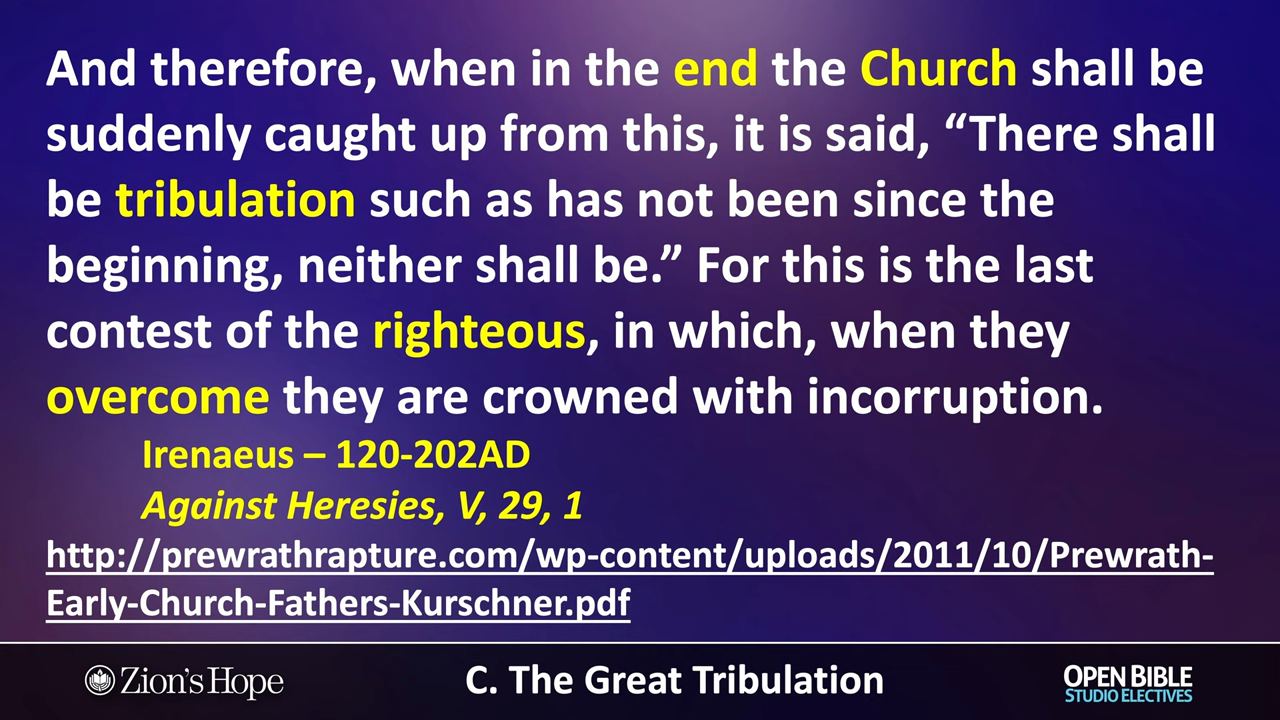 And therefore, when in the end the Church shall be
suddenly caught up from this, it is said, “There shall
be tribulation such as has not been since the
beginning, neither shall be.” For this is the last
contest of the righteous, in which, when they
overcome they are crowned with incorruption.
Irenaeus – 120-202AD
Against Heresies, V, 29, 1
http://prewrathrapture.com/wp-content/uploads/2011/10/Prewrath-
Early-Church-Fathers-Kurschner.pdf
Zion's Hope
C. The Great Tribulation
OPEN BIBLE
STUDIO ELECTIVES